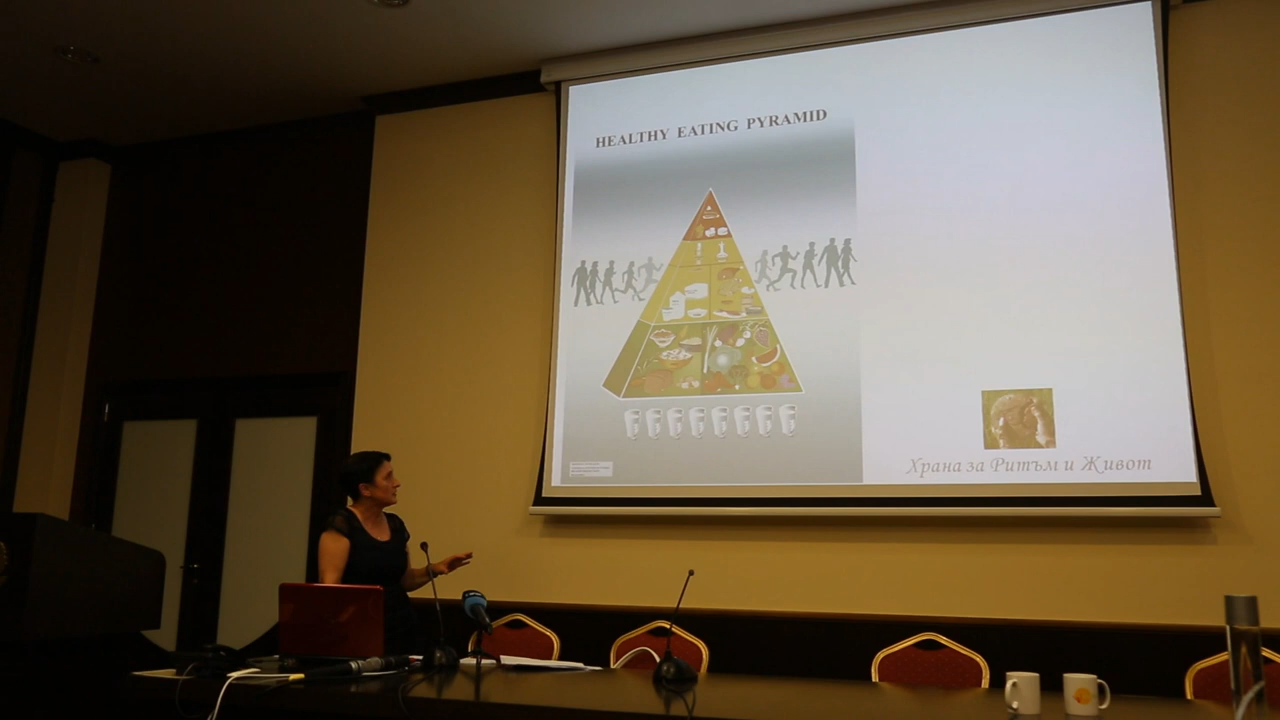 HEALTHY EATING PYRAMID
Храна за Ритъм и Живот